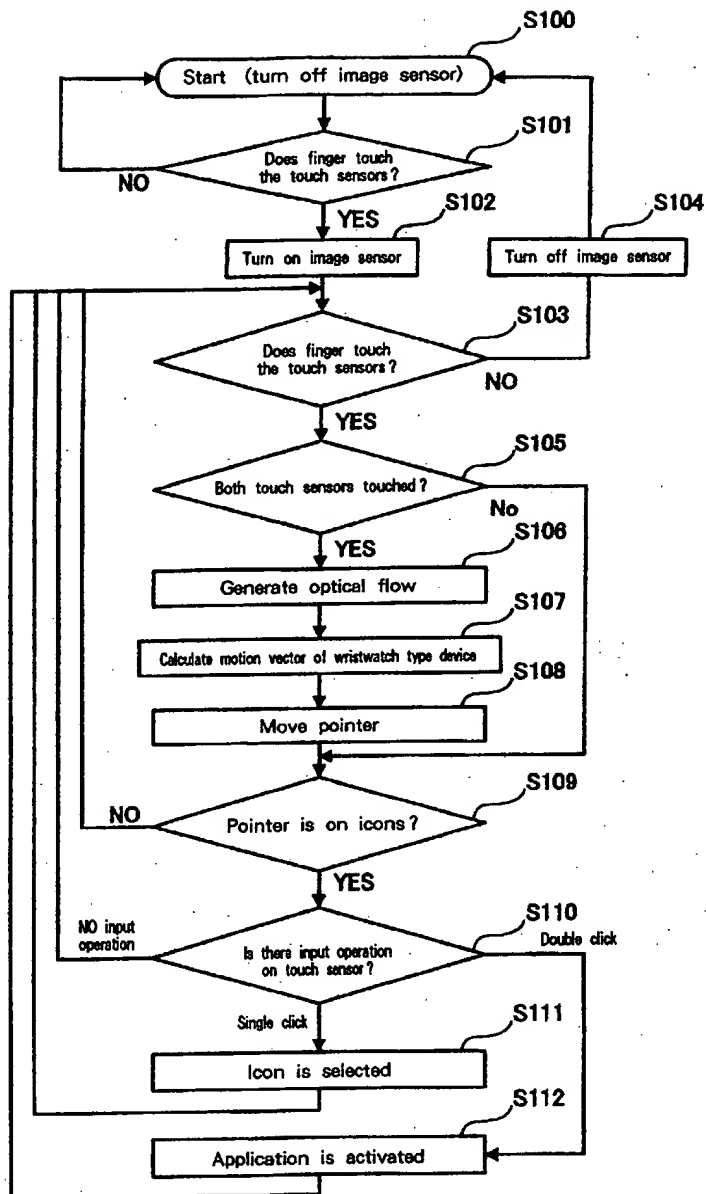 S100
Start (turn off image sensor)
S101
Does finger touch
the touch sensors?
NO
YES
S102
S104
Turn on image sensor
Turn off image sensor
S103
Does finger touch
the touch sensors?
NO
YES
S105
Both touch sensors touched?
No
YES
S106
Generate optical flow
S107
Calculate motion vector of wristwatch type device
S108
Move pointer
S109
NO
Pointer is on icons?
YES
S110
NO input
operation
Is there input operation
on touch sensor?
Double click
Single click
S111
Icon is selected
S112
Application is activated